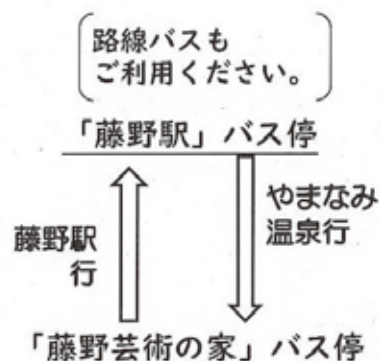 路線バスも
ご利用ください。
「藤野駅」バス停
藤野駅
行
やまなみ
温泉行
「藤野芸術の家」バス停